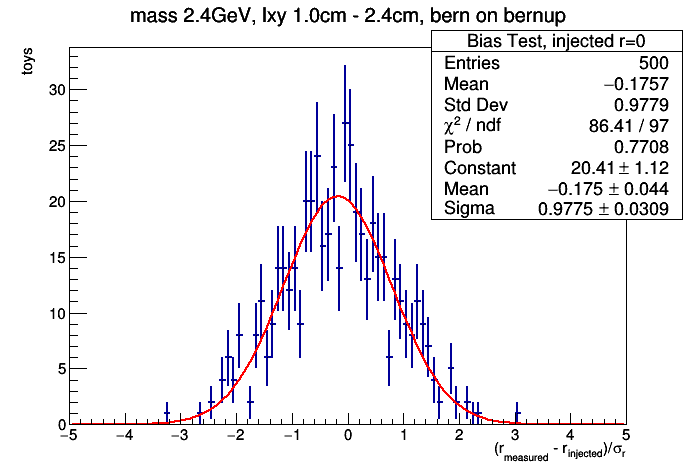 mass 2.4GeV, lxy 1.0cm - 2.4cm, bern on bernup
toys
Bias Test, injected r=0
Entries 500
Mean −0.1757
Std Dev 0.9779
χ² / ndf 86.41 / 97
Prob 0.7708
Constant 20.41 ± 1.12
Mean −0.175 ± 0.044
Sigma 0.9775 ± 0.0309
30
25
20
15
10
5
0
−5 −4 −3 −2 −1 0 1 2 3 4 5
(r_measured - r_injected)/σ_r